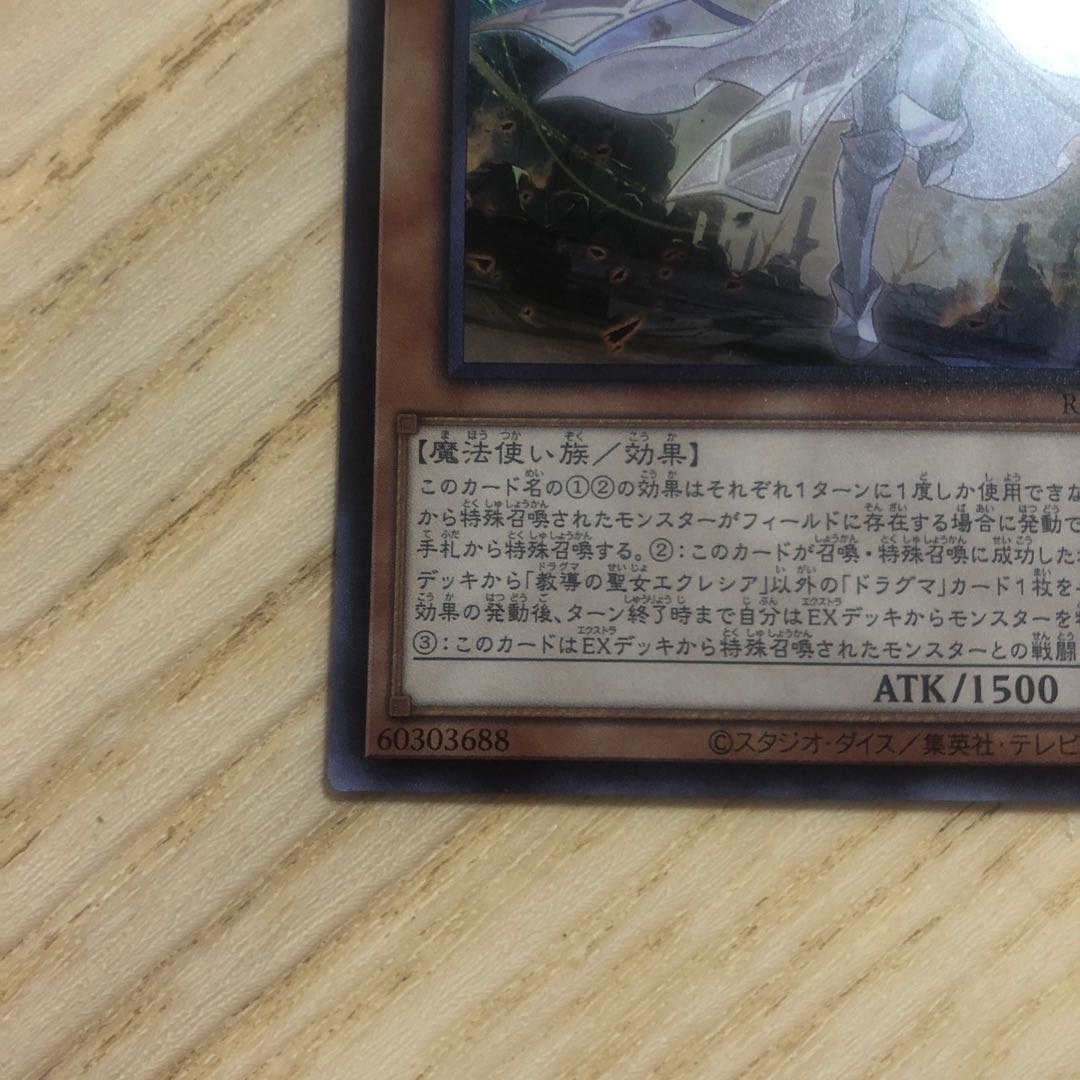 R
【魔法使い族／効果】
このカード名の①②の効果はそれぞれ1ターンに1度しか使用できな
から特殊召喚されたモンスターがフィールドに存在する場合に発動で
手札から特殊召喚する。②：このカードが召喚・特殊召喚に成功した
デッキから「教導の聖女エクレシア」以外の「ドラグマ」カード1枚を
効果の発動後、ターン終了時まで自分はEXデッキからモンスターを
③：このカードはEXデッキから特殊召喚されたモンスターとの戦闘
ATK/1500
60303688 ©スタジオ・ダイス／集英社・テレビ